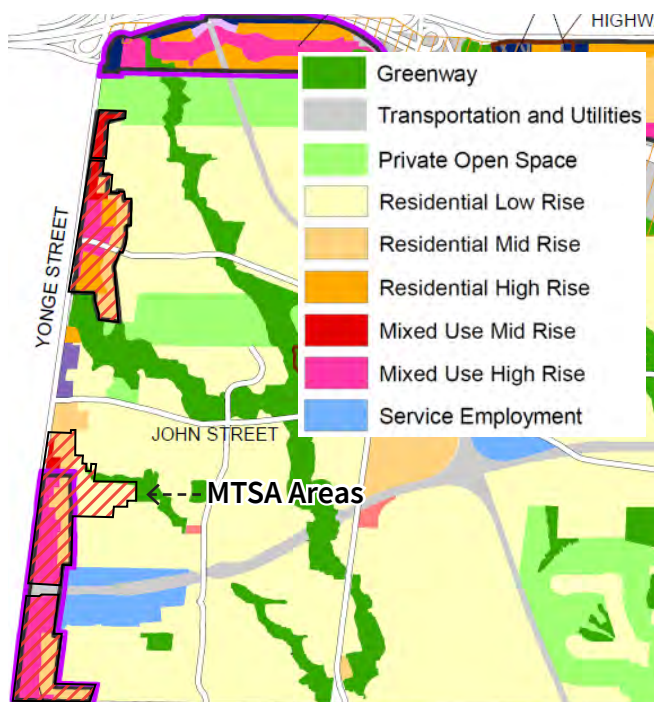 HIGHW
Greenway
Transportation and Utilities
Private Open Space
Residential Low Rise
Residential Mid Rise
Residential High Rise
Mixed Use Mid Rise
Mixed Use High Rise
Service Employment
YONGE STREET
JOHN STREET
MTSA Areas